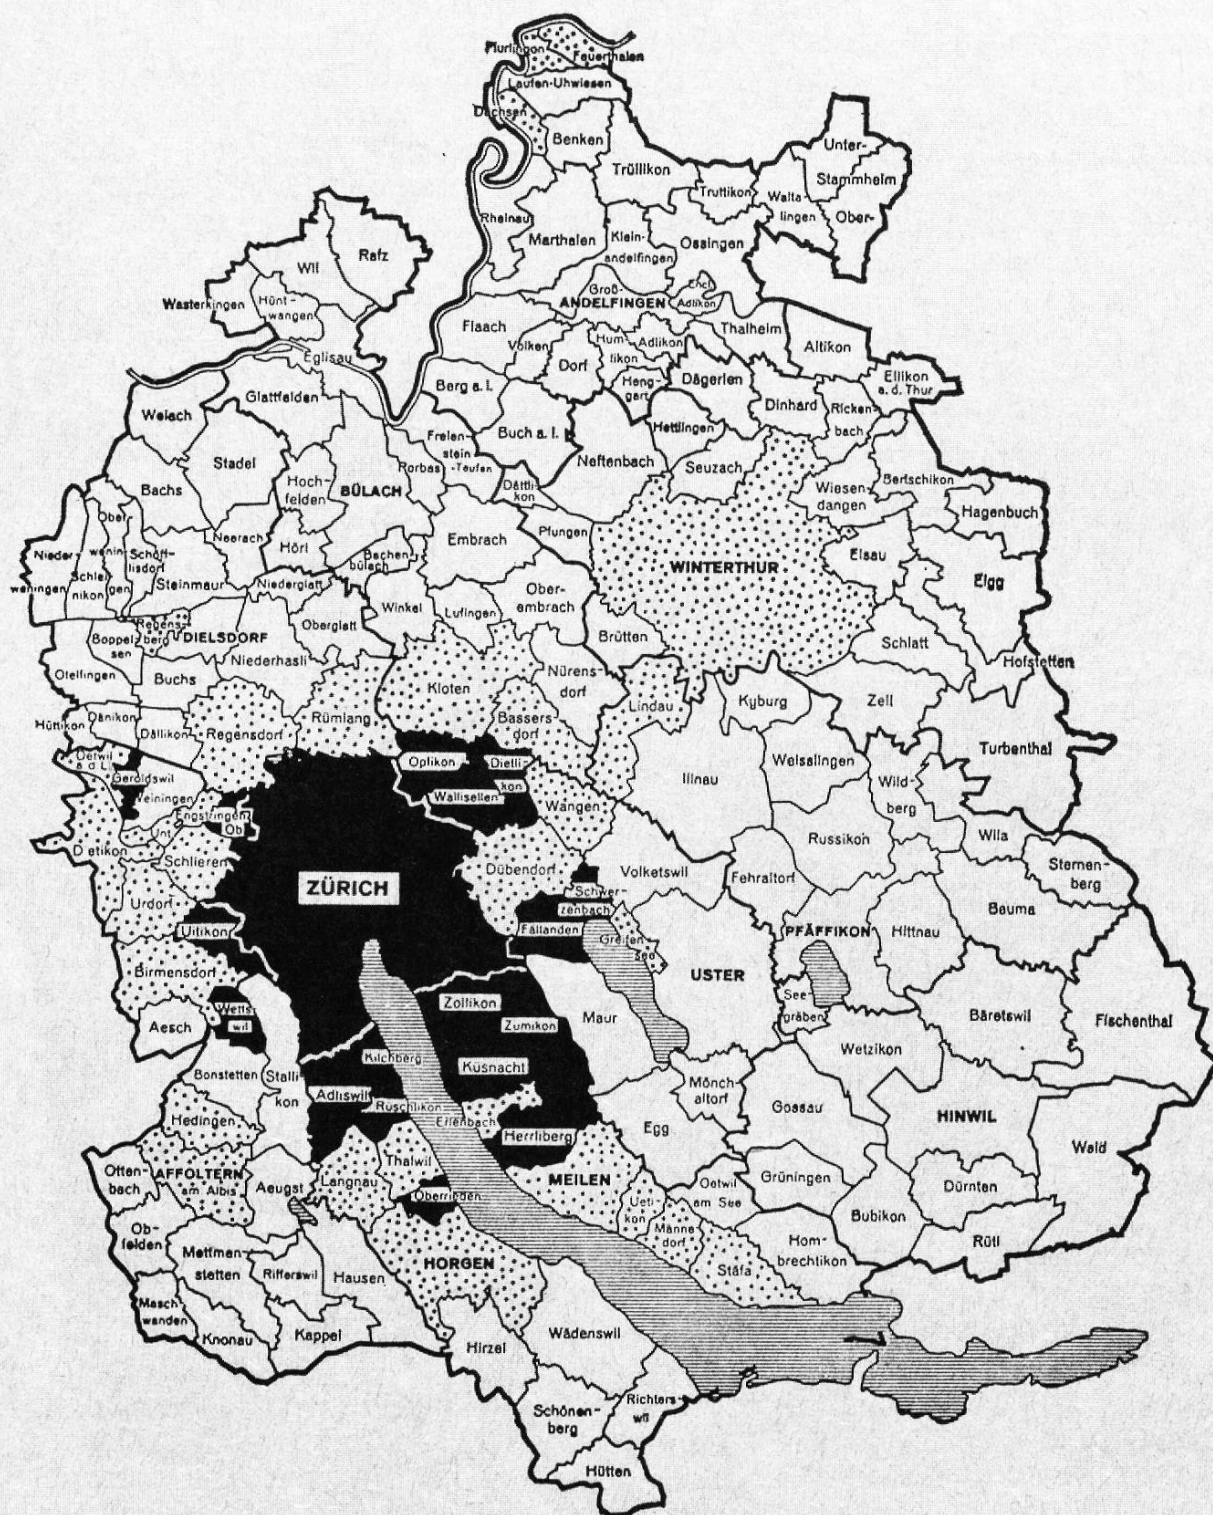 Flurlingen
Feuerthalen
Laufen-Uhwiesen
Dachsen
Benken
Trüllikon
Truttikon
Walta-
lingen
Unter-
Stammheim
Ober-
Rheinau
Marthalen
Klein-
andelfingen
Ossingen
Rafz
Wil
Wasterkingen
Hünt-
wangen
Groß-
ANDELFINGEN
Encl.
Adlikon
Flaach
Volken
Dorf
Hum-
likon
Adlikon
Thalheim
Altikon
Eglisau
Berg a. I.
Heng-
gart
Dägerlen
Ellikon
a. d. Thur
Glattfelden
Dinhard
Ricken-
bach
Weiach
Buch a. I.
Hettlingen
Freien-
stein
-Teufen
Neftenbach
Seuzach
Stadel
Rorbas
Bertschikon
Bachs
Hoch-
felden
BÜLACH
Dättli-
kon
Wiesen
dangen
Hagenbuch
Ober
wenin
gen
Neerach
Pfungen
Embrach
Nieder
weningen
Schöff-
lisdorf
Höri
Bachen
bülach
Elsau
Elgg
WINTERTHUR
Schlei
nikon
Steinmaur
Niederglatt
Ober-
embrach
Winkel
Lufingen
Regens-
berg
DIELSDORF
Oberglatt
Brütten
Boppel
sen
Schlatt
Niederhasli
Hofstetten
Otelfingen
Buchs
Kloten
Nürens-
dorf
Lindau
Kyburg
Zell
Hüttikon
Dänikon
Dällikon
Regensdorf
Rümlang
Bassers-
dorf
Turbenthal
Oetwil
a. d. L.
Geroldswil
Opfikon
Dietli-
kon
Illnau
Weisslingen
Wild-
berg
Weiningen
Wallisellen
Wangen
Engstringen
Ob.
Unt.
Russikon
Wila
Dietikon
Schlieren
Dübendorf
Volketswil
Fehraltorf
Sternen-
berg
ZÜRICH
Urdorf
Schwer-
zenbach
Bauma
Uitikon
Fällanden
Greifen
see
PFÄFFIKON
Hittnau
Birmensdorf
USTER
Zollikon
See-
gräben
Wetts
wil
Aesch
Zumikon
Maur
Bäretswil
Fischenthal
Kilchberg
Wetzikon
Küsnacht
Bonstetten
Stalli-
kon
Adliswil
Rüschlikon
Mönch-
altorf
Gossau
HINWIL
Hedingen
Erlenbach
Herrliberg
Egg
Wald
Otten-
bach
AFFOLTERN
am Albis
Aeugst
Langnau
Thalwil
MEILEN
Oetwil
am See
Grüningen
Dürnten
Oberrieden
Ueti-
kon
Bubikon
Ob-
felden
Männe
dorf
Hom-
brechtikon
Rüti
Mettmen-
stetten
Rifferswil
Hausen
HORGEN
Stäfa
Masch
wanden
Knonau
Kappel
Hirzel
Wädenswil
Schönen-
berg
Richters-
wil
Hütten